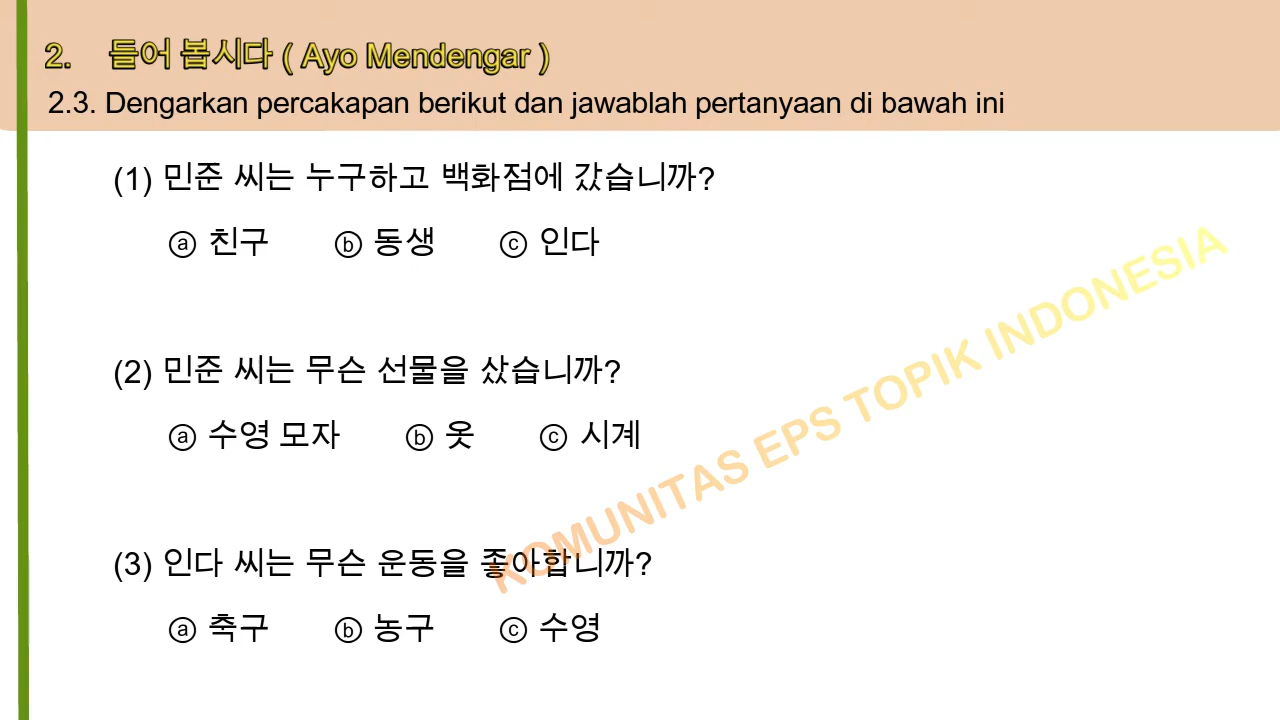 2. 들어 봅시다 ( Ayo Mendengar )
2.3. Dengarkan percakapan berikut dan jawablah pertanyaan di bawah ini
(1) 민준 씨는 누구하고 백화점에 갔습니까?
ⓐ 친구 ⓑ 동생 ⓒ 인다
(2) 민준 씨는 무슨 선물을 샀습니까?
ⓐ 수영 모자 ⓑ 옷 ⓒ 시계
(3) 인다 씨는 무슨 운동을 좋아합니까?
ⓐ 축구 ⓑ 농구 ⓒ 수영
KOMUNITAS EPS TOPIK INDONESIA